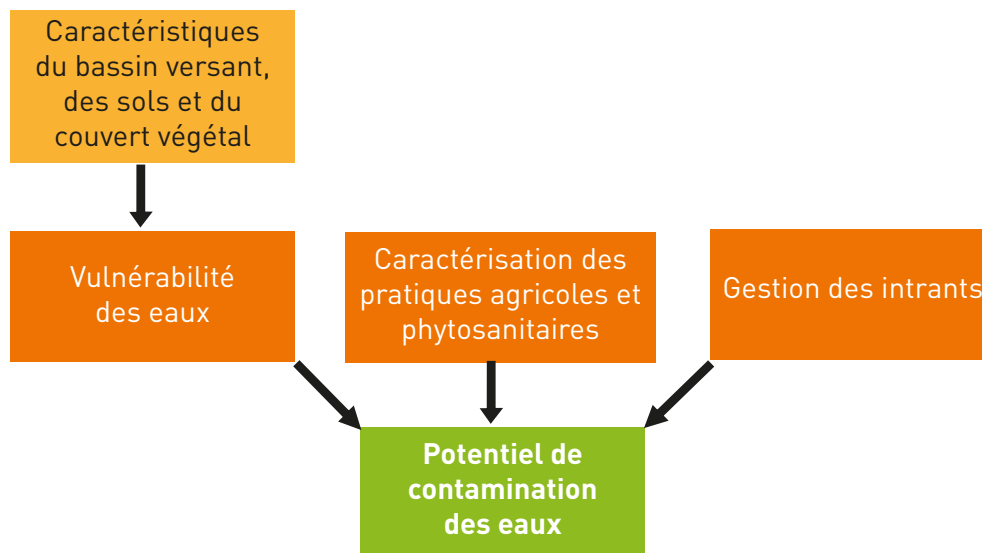 Caractéristiques
du bassin versant,
des sols et du
couvert végétal
Vulnérabilité
des eaux
Caractérisation des
pratiques agricoles et
phytosanitaires
Gestion des intrants
Potentiel de
contamination
des eaux